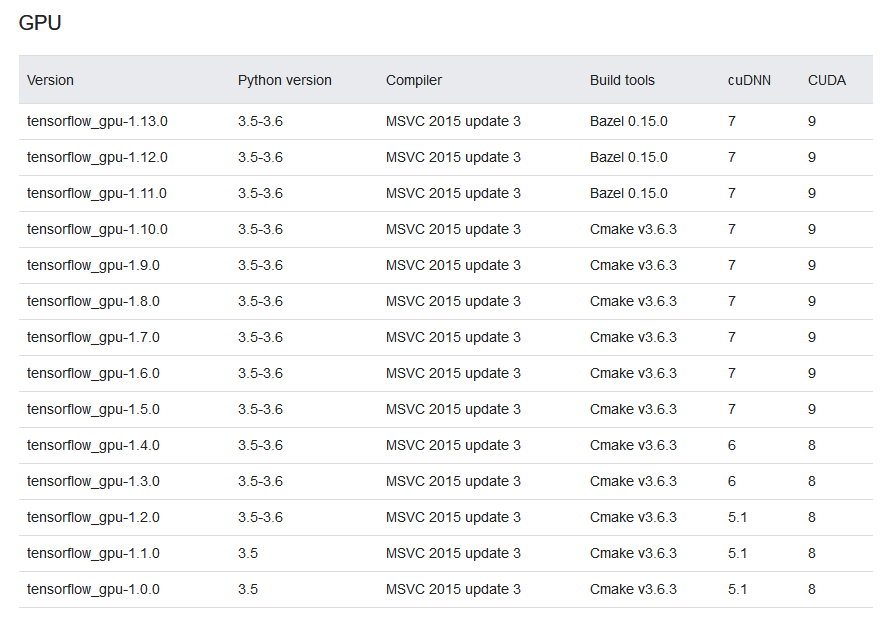 GPU
Version Python version Compiler Build tools cuDNN CUDA
tensorflow_gpu-1.13.0 3.5-3.6 MSVC 2015 update 3 Bazel 0.15.0 7 9
tensorflow_gpu-1.12.0 3.5-3.6 MSVC 2015 update 3 Bazel 0.15.0 7 9
tensorflow_gpu-1.11.0 3.5-3.6 MSVC 2015 update 3 Bazel 0.15.0 7 9
tensorflow_gpu-1.10.0 3.5-3.6 MSVC 2015 update 3 Cmake v3.6.3 7 9
tensorflow_gpu-1.9.0 3.5-3.6 MSVC 2015 update 3 Cmake v3.6.3 7 9
tensorflow_gpu-1.8.0 3.5-3.6 MSVC 2015 update 3 Cmake v3.6.3 7 9
tensorflow_gpu-1.7.0 3.5-3.6 MSVC 2015 update 3 Cmake v3.6.3 7 9
tensorflow_gpu-1.6.0 3.5-3.6 MSVC 2015 update 3 Cmake v3.6.3 7 9
tensorflow_gpu-1.5.0 3.5-3.6 MSVC 2015 update 3 Cmake v3.6.3 7 9
tensorflow_gpu-1.4.0 3.5-3.6 MSVC 2015 update 3 Cmake v3.6.3 6 8
tensorflow_gpu-1.3.0 3.5-3.6 MSVC 2015 update 3 Cmake v3.6.3 6 8
tensorflow_gpu-1.2.0 3.5-3.6 MSVC 2015 update 3 Cmake v3.6.3 5.1 8
tensorflow_gpu-1.1.0 3.5 MSVC 2015 update 3 Cmake v3.6.3 5.1 8
tensorflow_gpu-1.0.0 3.5 MSVC 2015 update 3 Cmake v3.6.3 5.1 8